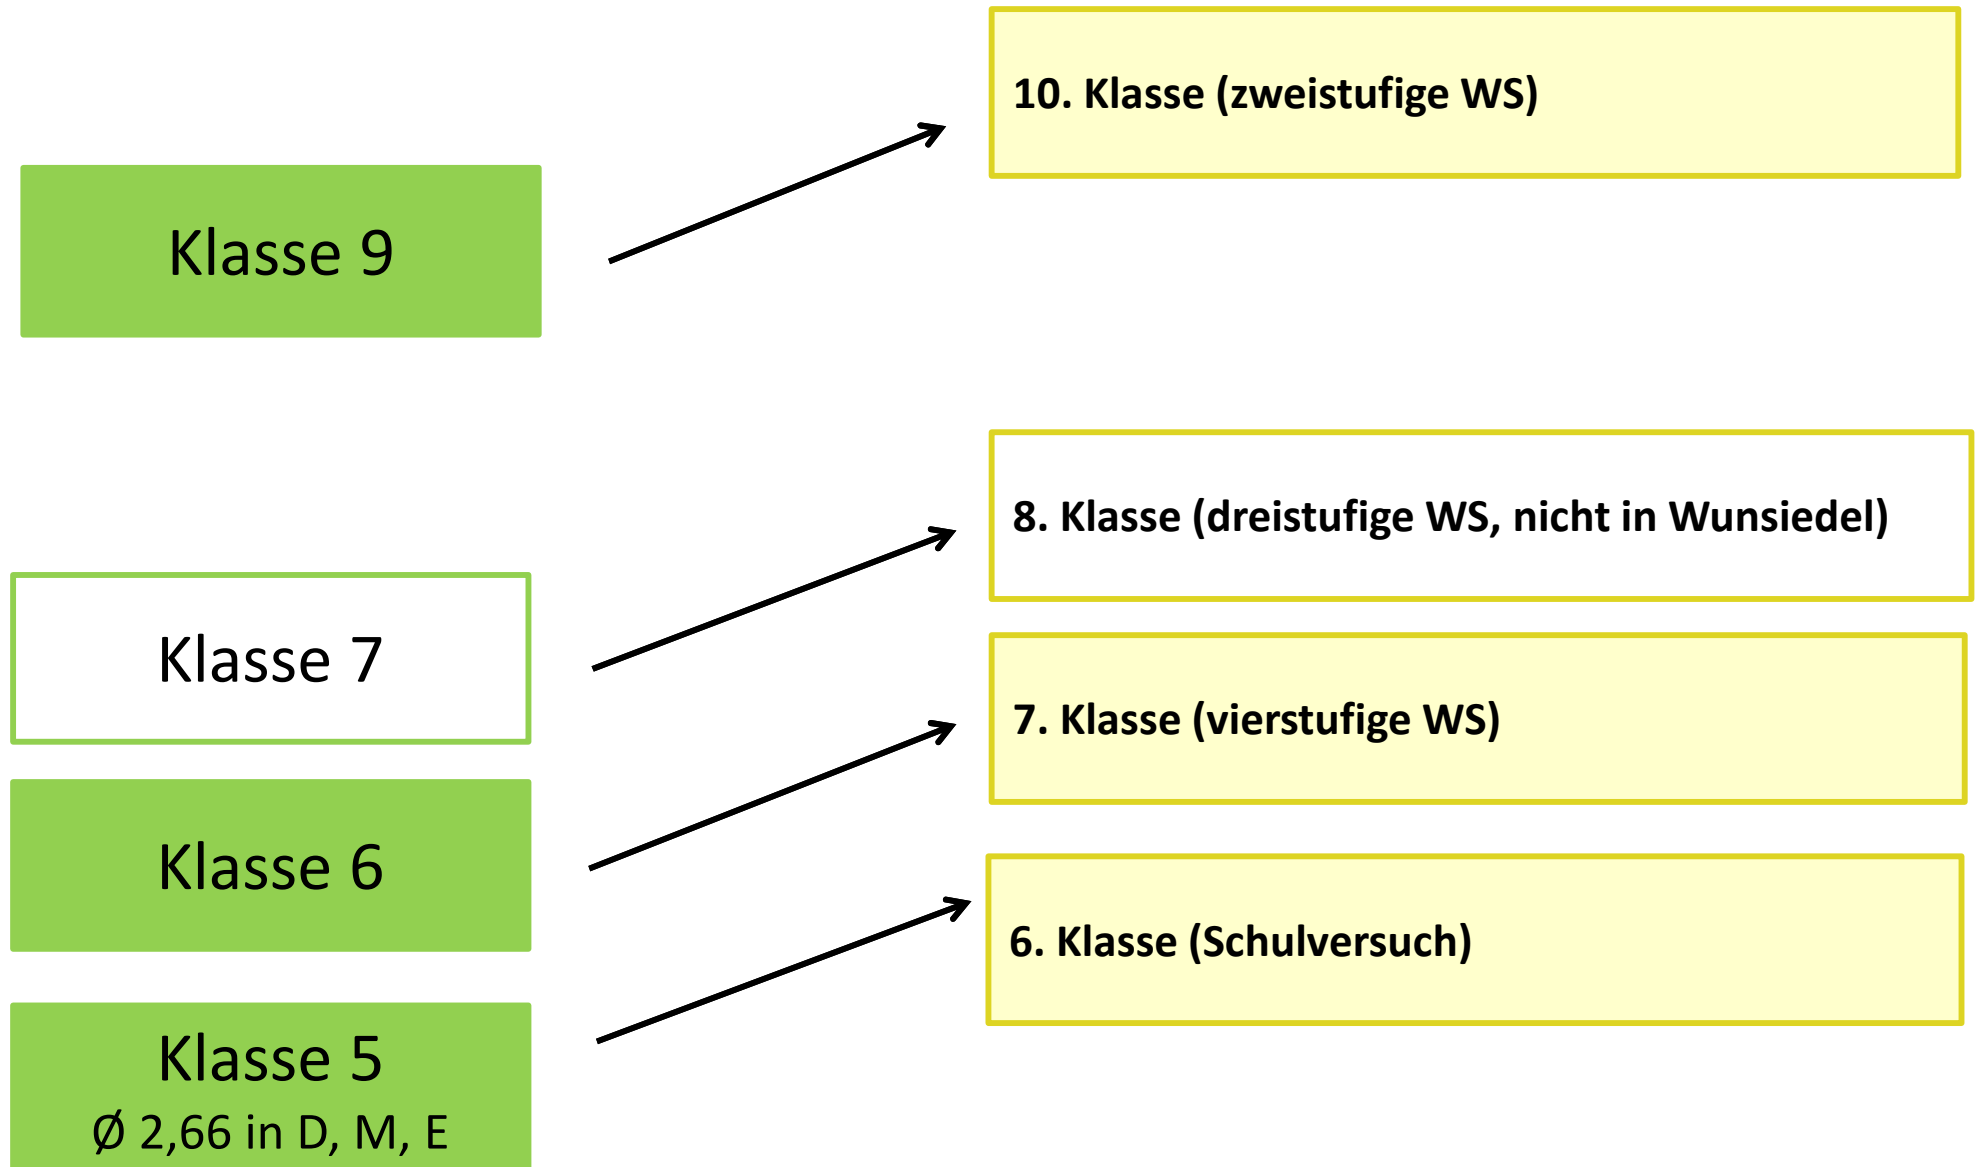 10. Klasse (zweistufige WS)
Klasse 9
8. Klasse (dreistufige WS, nicht in Wunsiedel)
Klasse 7
7. Klasse (vierstufige WS)
Klasse 6
6. Klasse (Schulversuch)
Klasse 5
Ø 2,66 in D, M, E